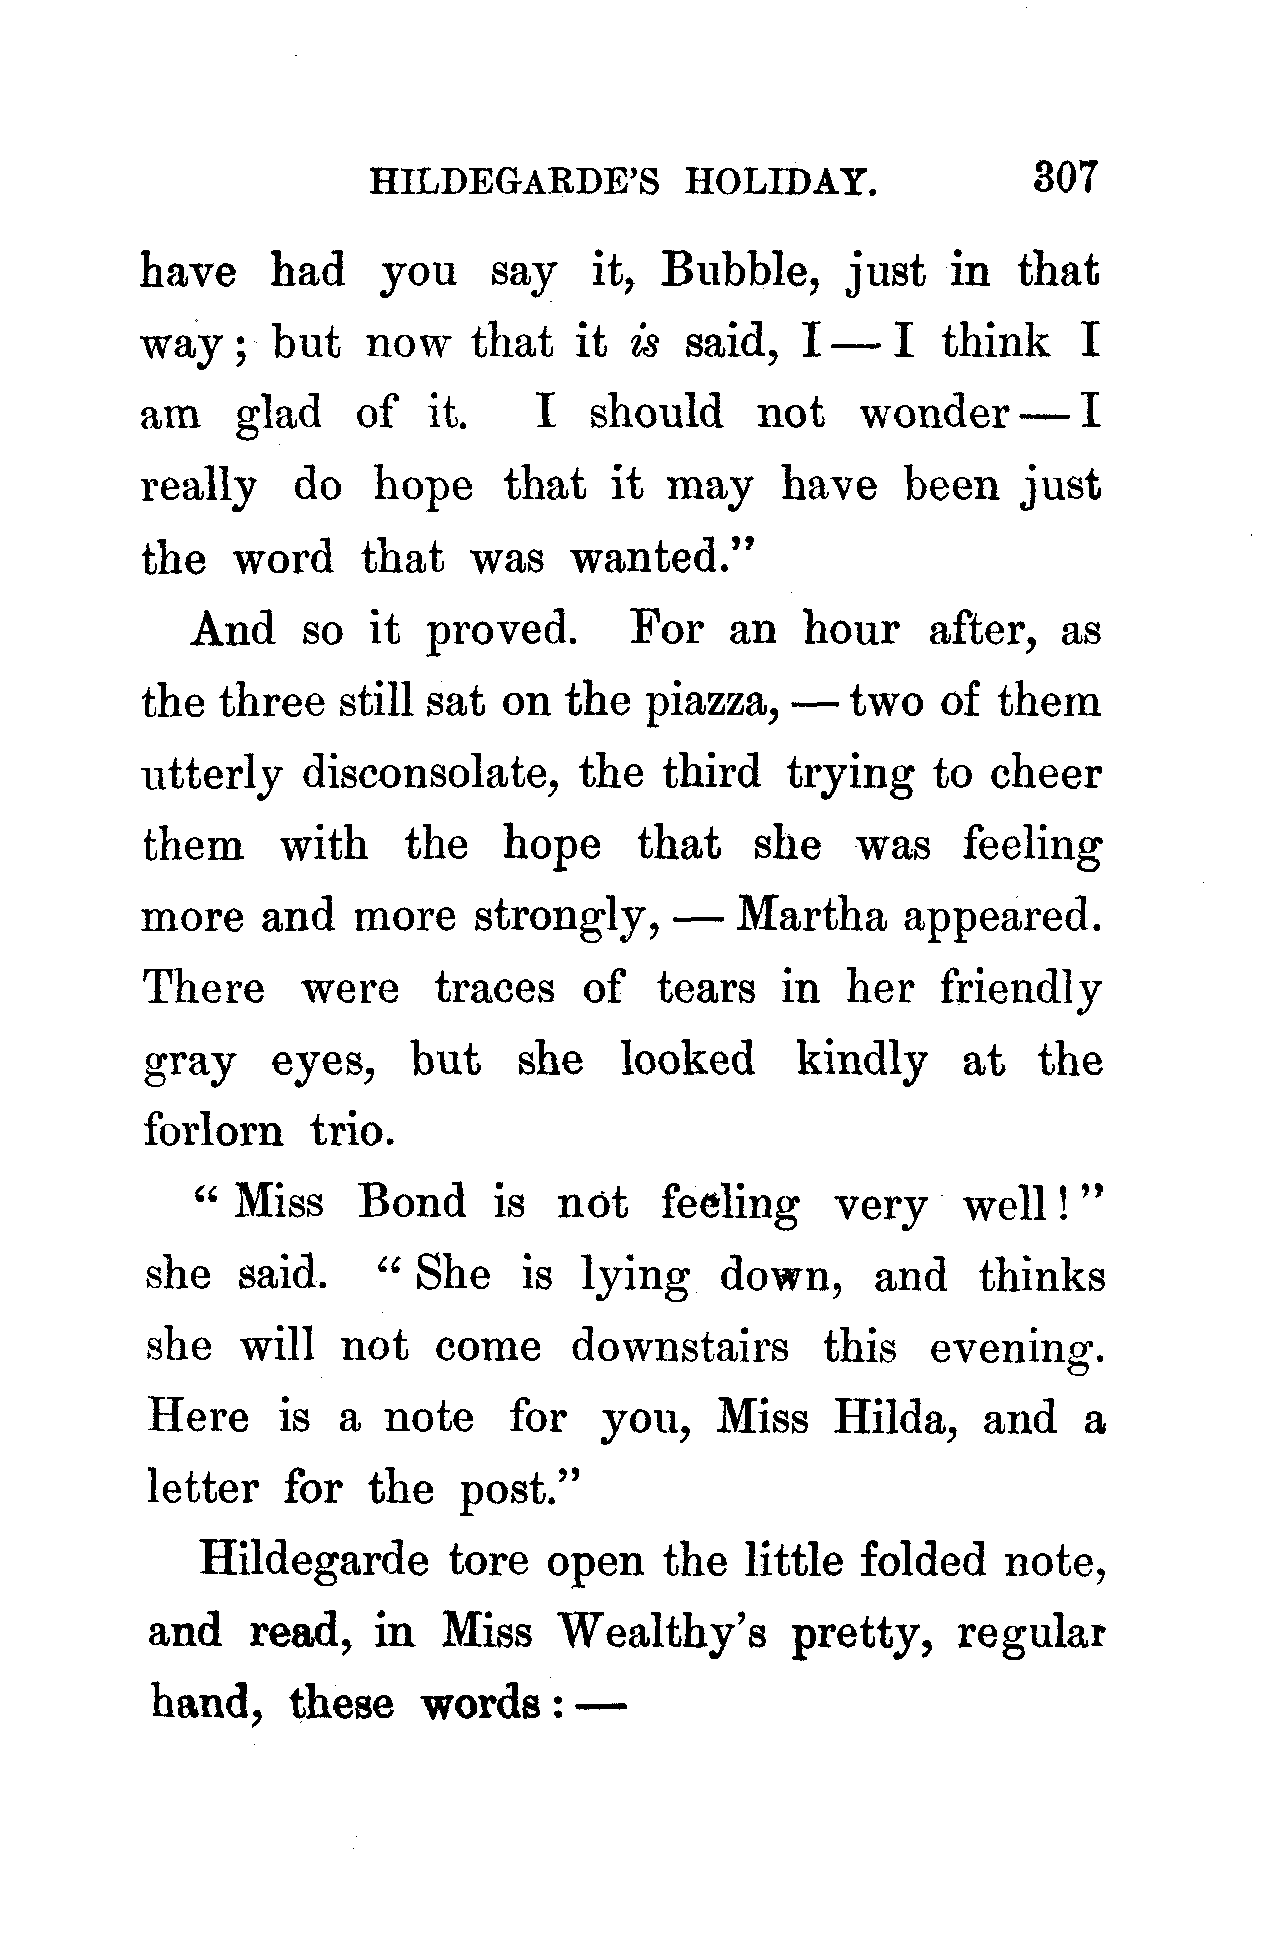 HILDEGARDE'S HOLIDAY. 307
have had you say it, Bubble, just in that
way; but now that it is said, I — I think I
am glad of it. I should not wonder — I
really do hope that it may have been just
the word that was wanted."
And so it proved. For an hour after, as
the three still sat on the piazza, — two of them
utterly disconsolate, the third trying to cheer
them with the hope that she was feeling
more and more strongly, — Martha appeared.
There were traces of tears in her friendly
gray eyes, but she looked kindly at the
forlorn trio.
"Miss Bond is not feeling very well!"
she said. "She is lying down, and thinks
she will not come downstairs this evening.
Here is a note for you, Miss Hilda, and a
letter for the post."
Hildegarde tore open the little folded note,
and read, in Miss Wealthy's pretty, regular
hand, these words: —